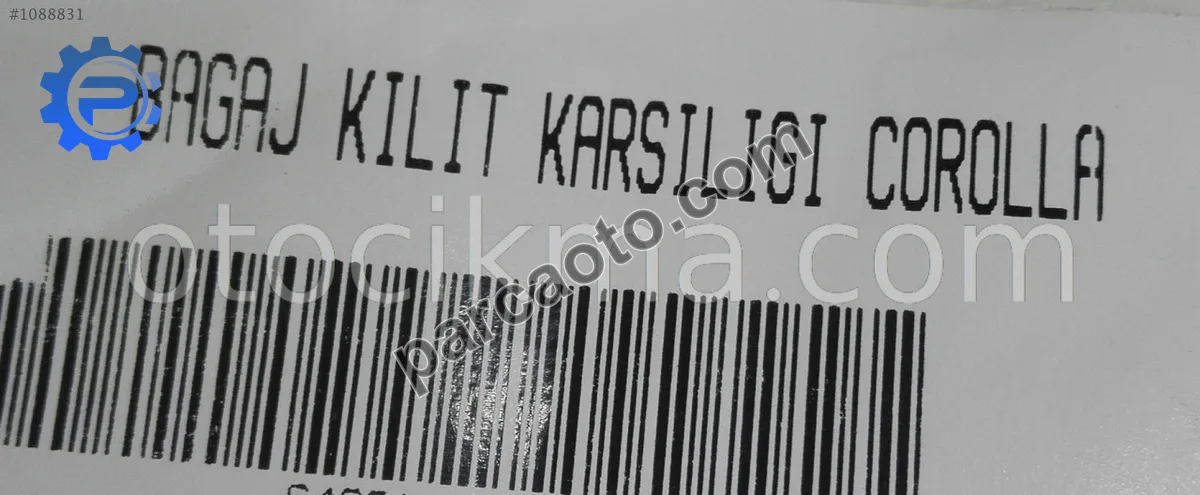 #1088831
BAGAJ KILIT KARSILIGI COROLLA
otocikma.com
parcaoto.com